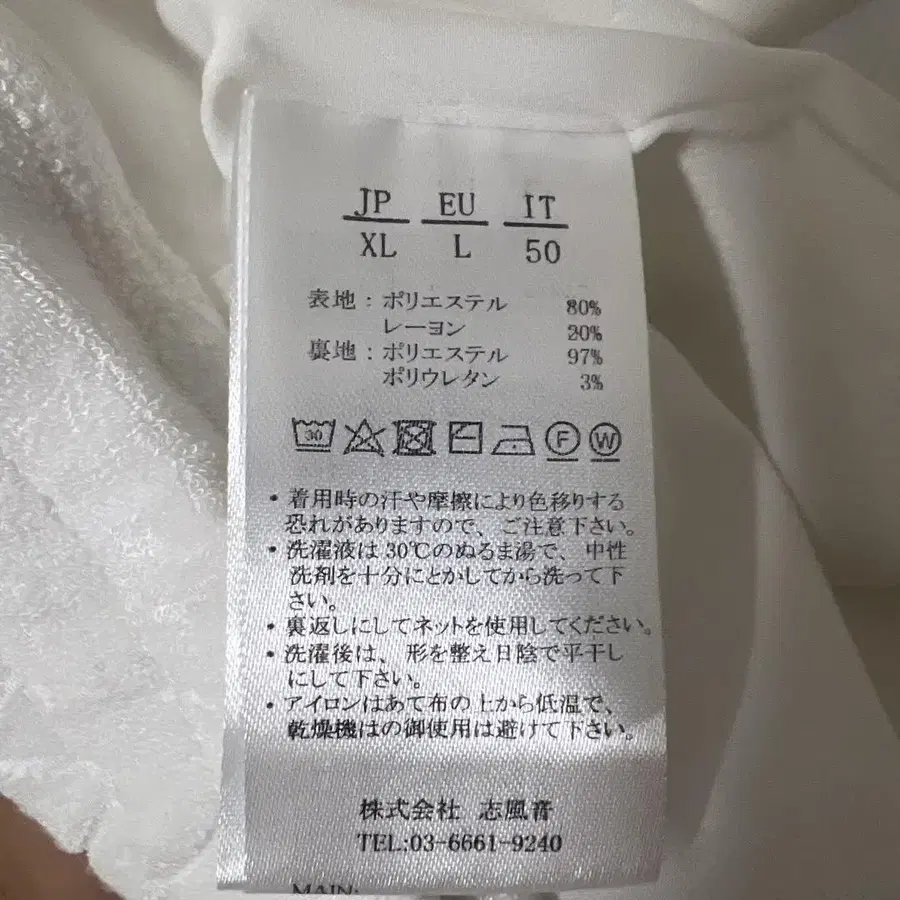 JP EU IT
XL L 50
表地：ポリエステル 80%
レーヨン 20%
裏地：ポリエステル 97%
ポリウレタン 3%
30 F W
・着用時の汗や摩擦により色移りする
恐れがありますので、ご注意下さい。
・洗濯液は30℃のぬるま湯で、中性
洗剤を十分にとかしてから洗って下
さい。
・裏返しにしてネットを使用してください。
・洗濯後は、形を整え日陰で平干し
にして下さい。
・アイロンはあて布の上から低温で、
乾燥機はの御使用は避けて下さい。
株式会社 志風音
TEL:03-6661-9240
MAIN: